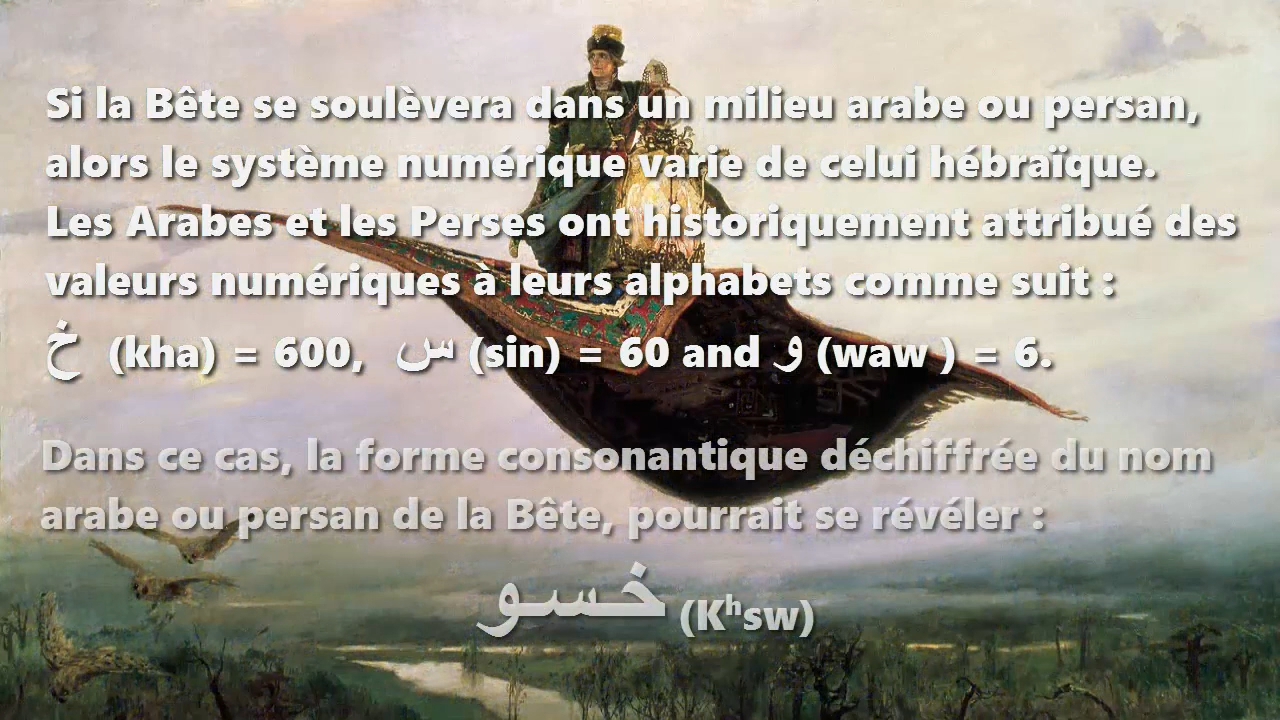 Si la Bête se soulèvera dans un milieu arabe ou persan,
alors le système numérique varie de celui hébraïque.
Les Arabes et les Perses ont historiquement attribué des
valeurs numériques à leurs alphabets comme suit :
خ (kha) = 600, س (sin) = 60 and و (waw ) = 6.
Dans ce cas, la forme consonantique déchiffrée du nom
arabe ou persan de la Bête, pourrait se révéler :
خسو (Kʰsw)